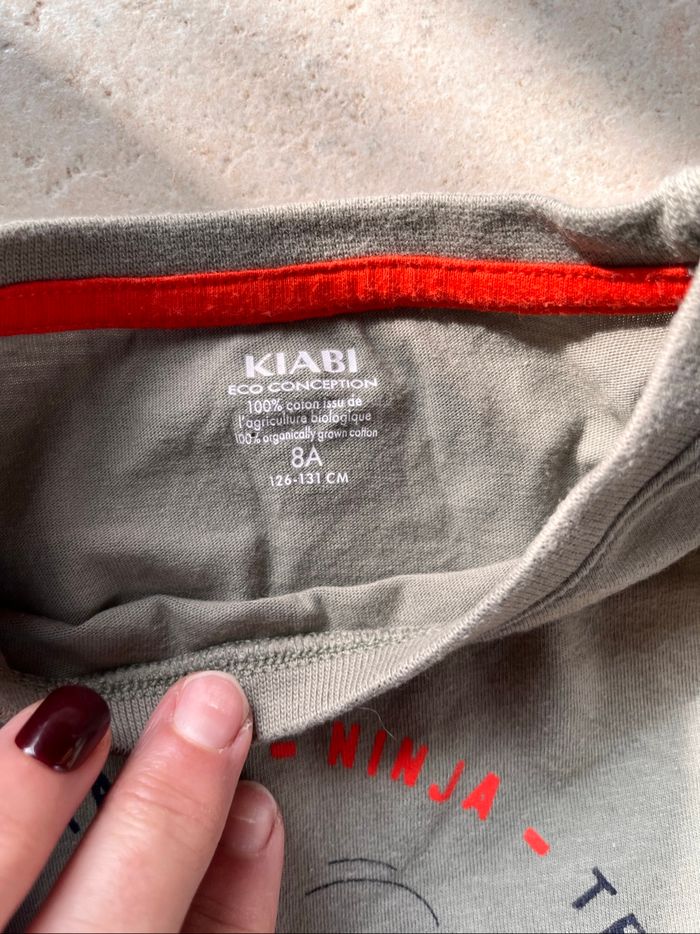 KIABI
ECO CONCEPTION
100% coton issu de
l'agriculture biologique
100% organically grown cotton
8A
126-131 CM
- NINJA -